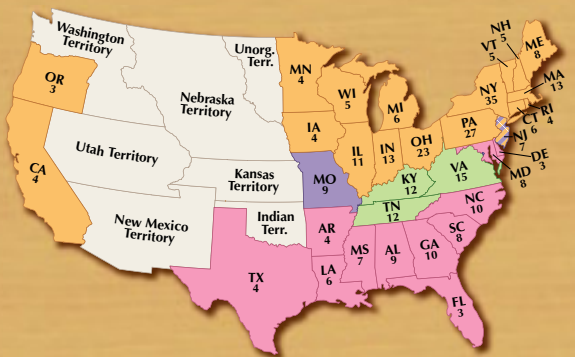 Washington
Territory
OR
3
CA
4
Unorg.
Terr.
Nebraska
Territory
Utah Territory
Kansas
Territory
New Mexico
Territory
Indian
Terr.
TX
4
MN
4
IA
4
MO
9
AR
4
LA
6
WI
5
IL
11
MI
6
IN
13
OH
23
KY
12
TN
12
MS
7
AL
9
GA
10
FL
3
SC
8
NC
10
VA
15
PA
27
NY
35
VT
5
NH
5
ME
8
MA
13
RI
4
CT
6
NJ
7
DE
3
MD
8